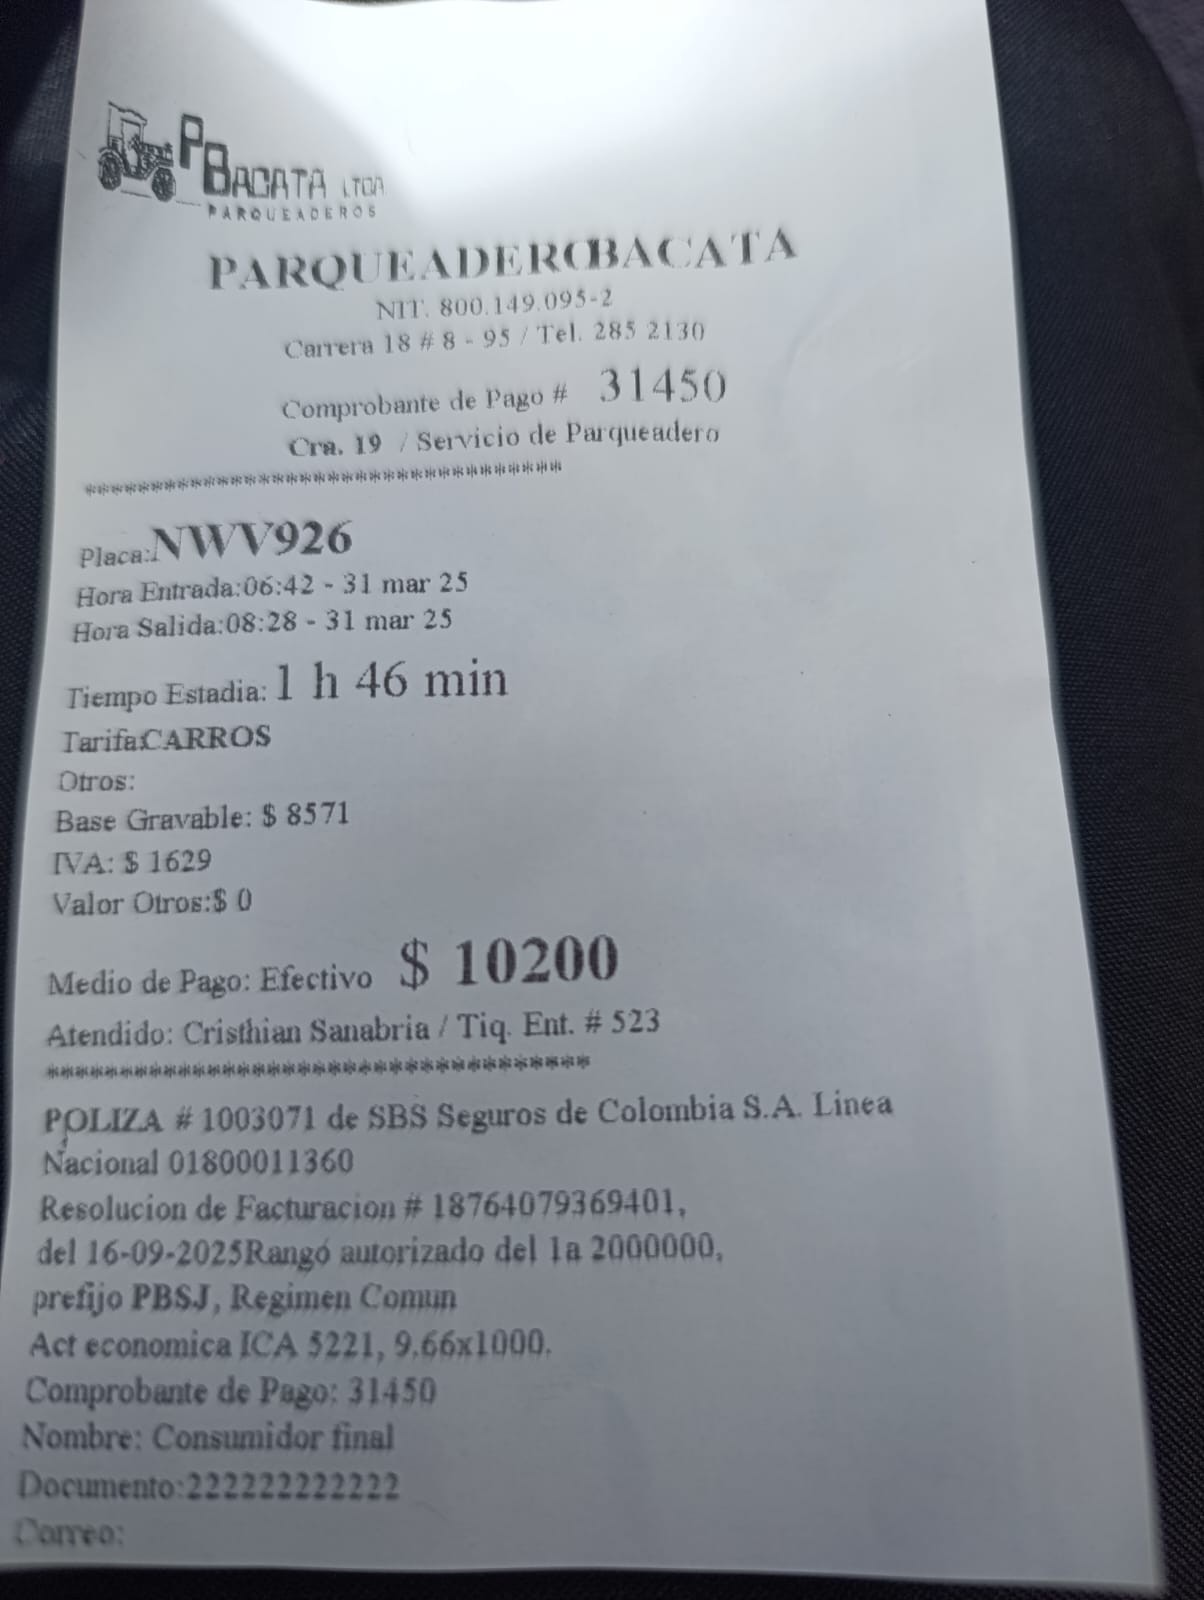 PBACATA LTDA
PARQUEADEROS
PARQUEADERO BACATA
NIT. 800.149.095-2
Carrera 18 # 8 - 95 / Tel. 285 2130
Comprobante de Pago # 31450
Cra. 19 / Servicio de Parqueadero
****************************************
Placa:NWV926
Hora Entrada:06:42 - 31 mar 25
Hora Salida:08:28 - 31 mar 25
Tiempo Estadia: 1 h 46 min
Tarifa:CARROS
Otros:
Base Gravable: $ 8571
IVA: $ 1629
Valor Otros:$ 0
Medio de Pago: Efectivo $ 10200
Atendido: Cristhian Sanabria / Tiq. Ent. # 523
****************************************
POLIZA # 1003071 de SBS Seguros de Colombia S.A. Linea
Nacional 01800011360
Resolucion de Facturacion # 18764079369401,
del 16-09-2025Rango autorizado del 1a 2000000,
prefijo PBSJ, Regimen Comun
Act economica ICA 5221, 9.66x1000.
Comprobante de Pago: 31450
Nombre: Consumidor final
Documento:222222222222
Correo: